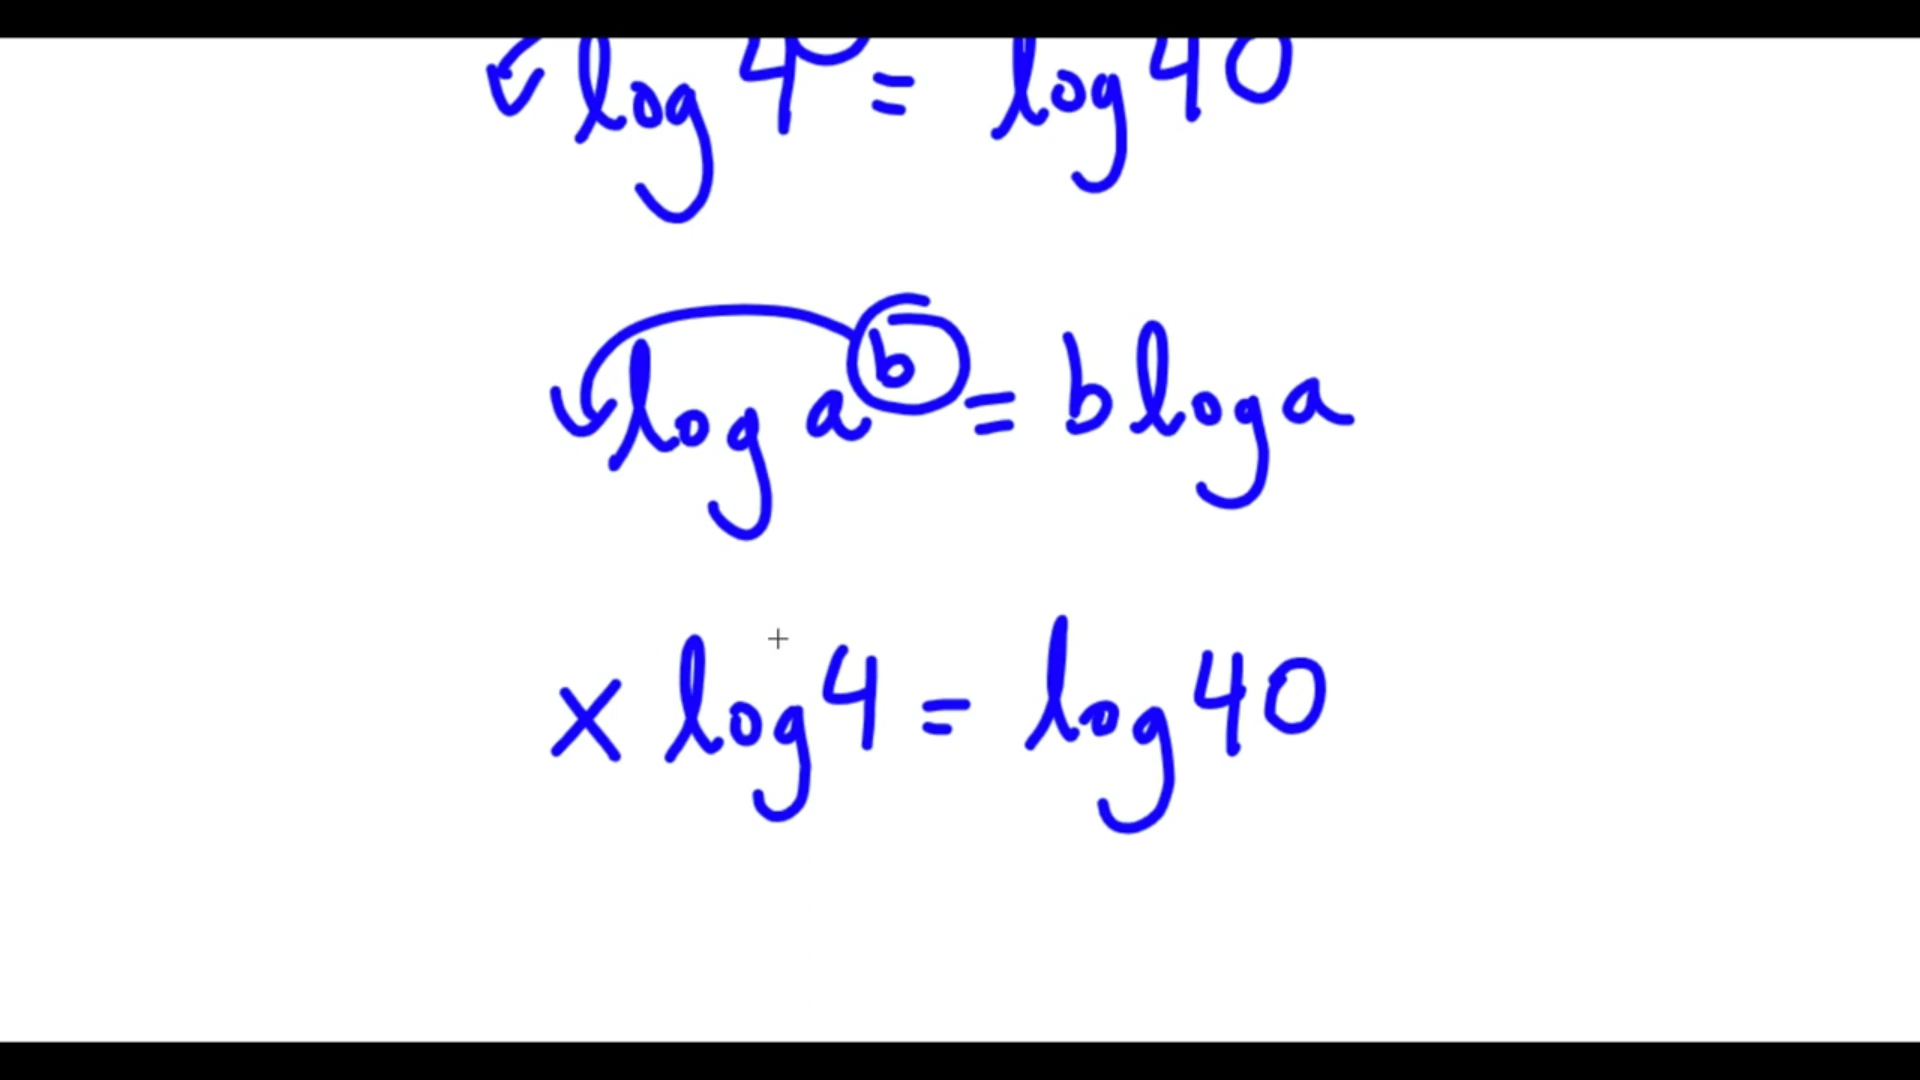 log 4 = log 40
log a^b = b log a
x log 4 = log 40